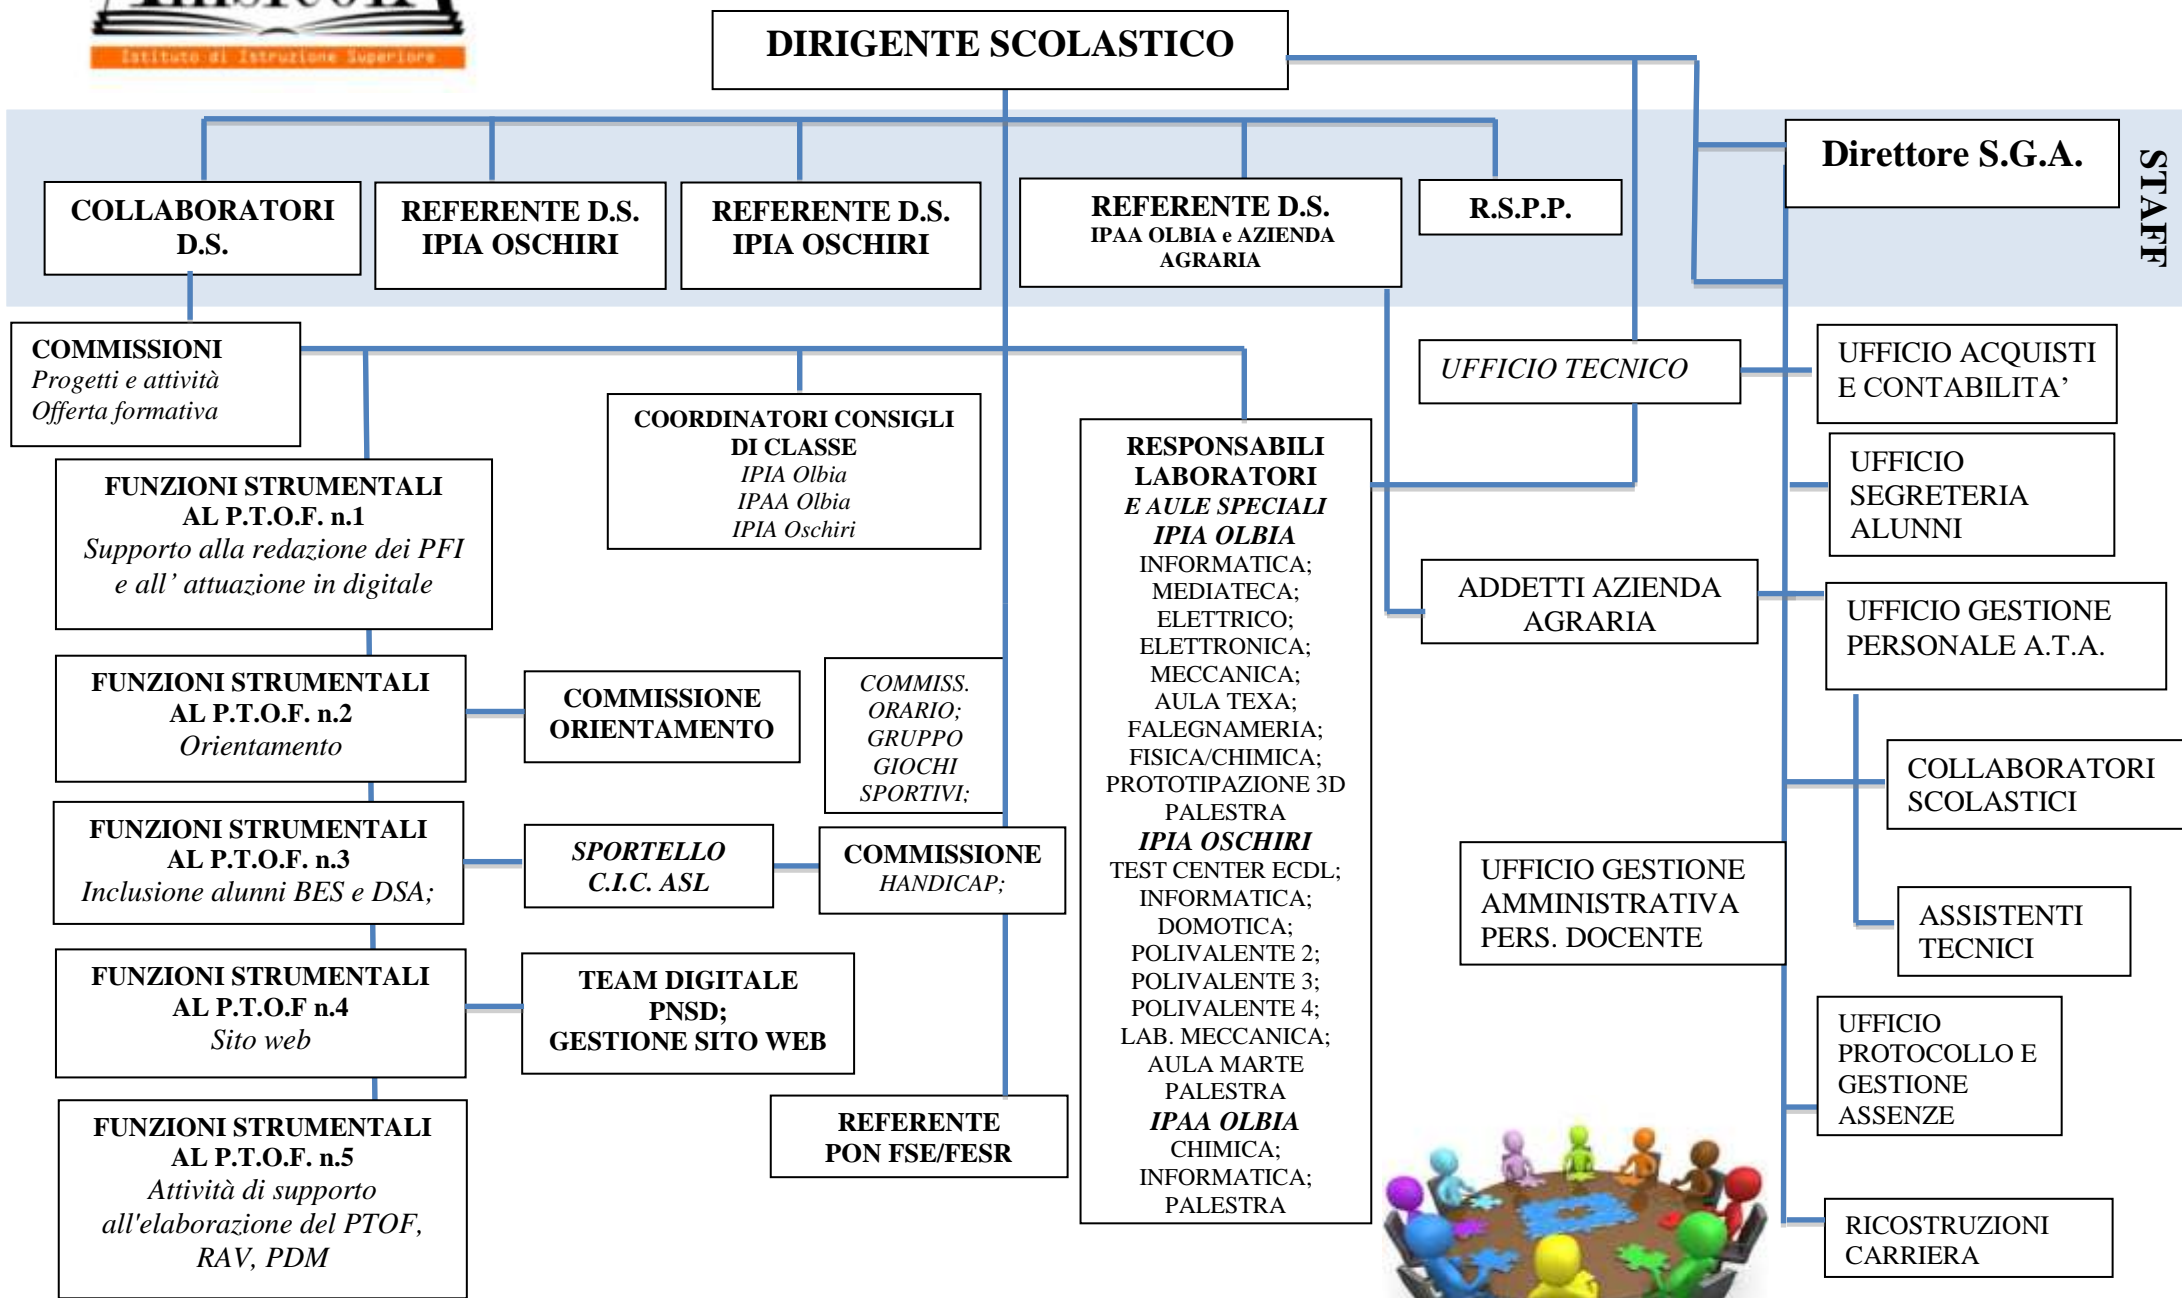 Istituto di Istruzione Superiore
DIRIGENTE SCOLASTICO
STAFF
COLLABORATORI
D.S.
REFERENTE D.S.
IPIA OSCHIRI
REFERENTE D.S.
IPIA OSCHIRI
REFERENTE D.S.
IPAA OLBIA e AZIENDA
AGRARIA
R.S.P.P.
Direttore S.G.A.
COMMISSIONI
Progetti e attività
Offerta formativa
COORDINATORI CONSIGLI
DI CLASSE
IPIA Olbia
IPAA Olbia
IPIA Oschiri
RESPONSABILI
LABORATORI
E AULE SPECIALI
IPIA OLBIA
INFORMATICA;
MEDIATECA;
ELETTRICO;
ELETTRONICA;
MECCANICA;
AULA TEXA;
FALEGNAMERIA;
FISICA/CHIMICA;
PROTOTIPAZIONE 3D
PALESTRA
IPIA OSCHIRI
TEST CENTER ECDL;
INFORMATICA;
DOMOTICA;
POLIVALENTE 2;
POLIVALENTE 3;
POLIVALENTE 4;
LAB. MECCANICA;
AULA MARTE
PALESTRA
IPAA OLBIA
CHIMICA;
INFORMATICA;
PALESTRA
UFFICIO TECNICO
UFFICIO ACQUISTI
E CONTABILITA’
UFFICIO
SEGRETERIA
ALUNNI
ADDETTI AZIENDA
AGRARIA
UFFICIO GESTIONE
PERSONALE A.T.A.
COLLABORATORI
SCOLASTICI
ASSISTENTI
TECNICI
UFFICIO GESTIONE
AMMINISTRATIVA
PERS. DOCENTE
UFFICIO
PROTOCOLLO E
GESTIONE
ASSENZE
RICOSTRUZIONI
CARRIERA
FUNZIONI STRUMENTALI
AL P.T.O.F. n.1
Supporto alla redazione dei PFI
e all’ attuazione in digitale
FUNZIONI STRUMENTALI
AL P.T.O.F. n.2
Orientamento
COMMISSIONE
ORIENTAMENTO
COMMISS.
ORARIO;
GRUPPO
GIOCHI
SPORTIVI;
FUNZIONI STRUMENTALI
AL P.T.O.F. n.3
Inclusione alunni BES e DSA;
SPORTELLO
C.I.C. ASL
COMMISSIONE
HANDICAP;
FUNZIONI STRUMENTALI
AL P.T.O.F n.4
Sito web
TEAM DIGITALE
PNSD;
GESTIONE SITO WEB
REFERENTE
PON FSE/FESR
FUNZIONI STRUMENTALI
AL P.T.O.F. n.5
Attività di supporto
all'elaborazione del PTOF,
RAV, PDM